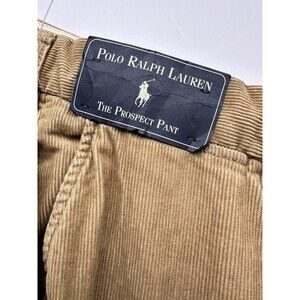 POLO RALPH LAUREN
THE PROSPECT PANT